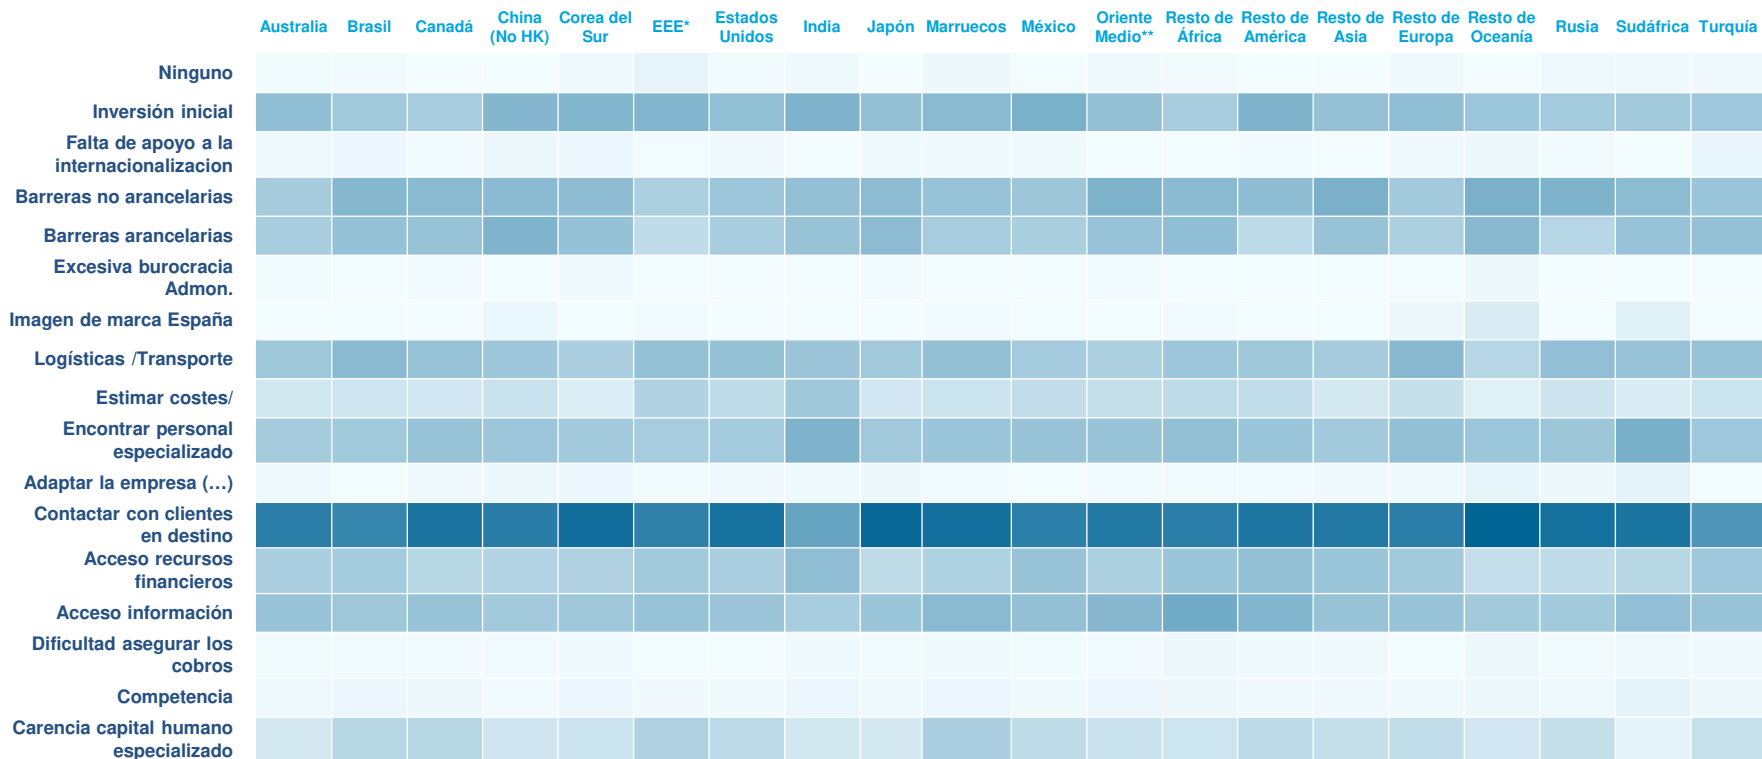 Australia Brasil Canadá China (No HK) Corea del Sur EEE* Estados Unidos India Japón Marruecos México Oriente Medio** Resto de África Resto de América Resto de Asia Resto de Europa Resto de Oceanía Rusia Sudáfrica Turquía
Ninguno
Inversión inicial
Falta de apoyo a la
internacionalizacion
Barreras no arancelarias
Barreras arancelarias
Excesiva burocracia
Admon.
Imagen de marca España
Logísticas /Transporte
Estimar costes/
Encontrar personal
especializado
Adaptar la empresa (…)
Contactar con clientes
en destino
Acceso recursos
financieros
Acceso información
Dificultad asegurar los
cobros
Competencia
Carencia capital humano
especializado